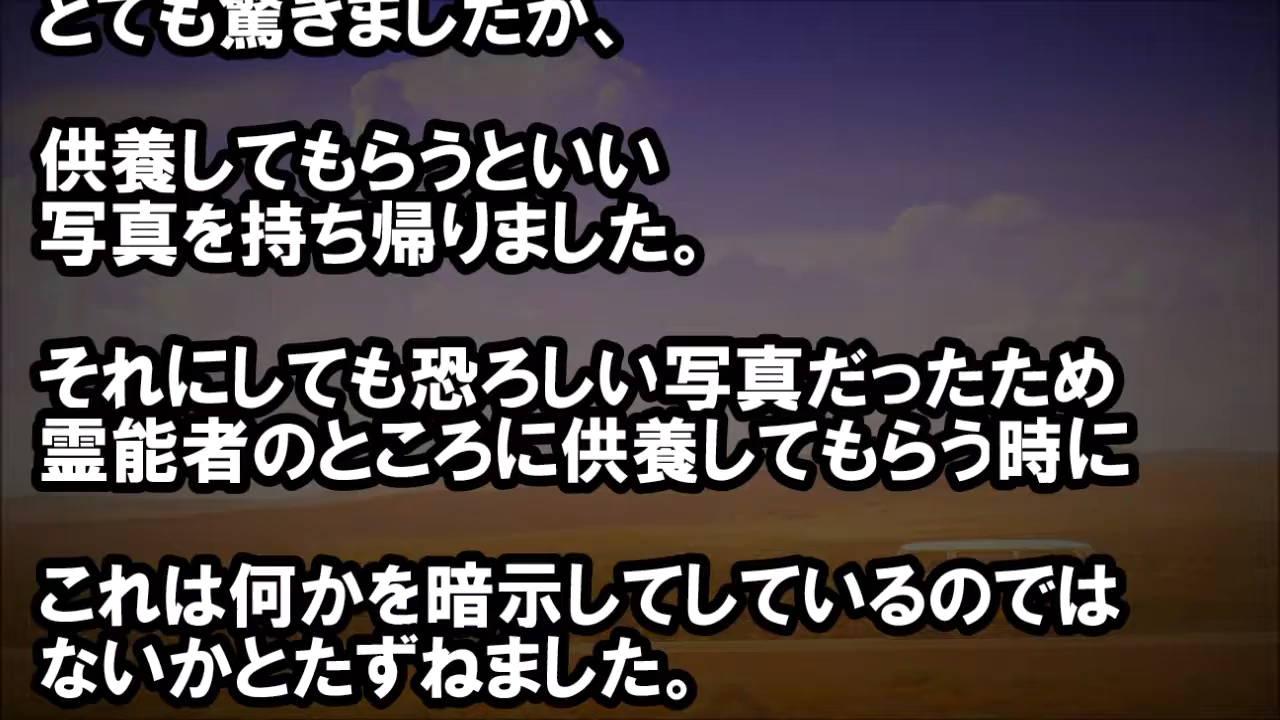 とても驚きましたが、
供養してもらうといい
写真を持ち帰りました。
それにしても恐ろしい写真だったため
霊能者のところに供養してもらう時に
これは何かを暗示してしているのでは
ないかとたずねました。